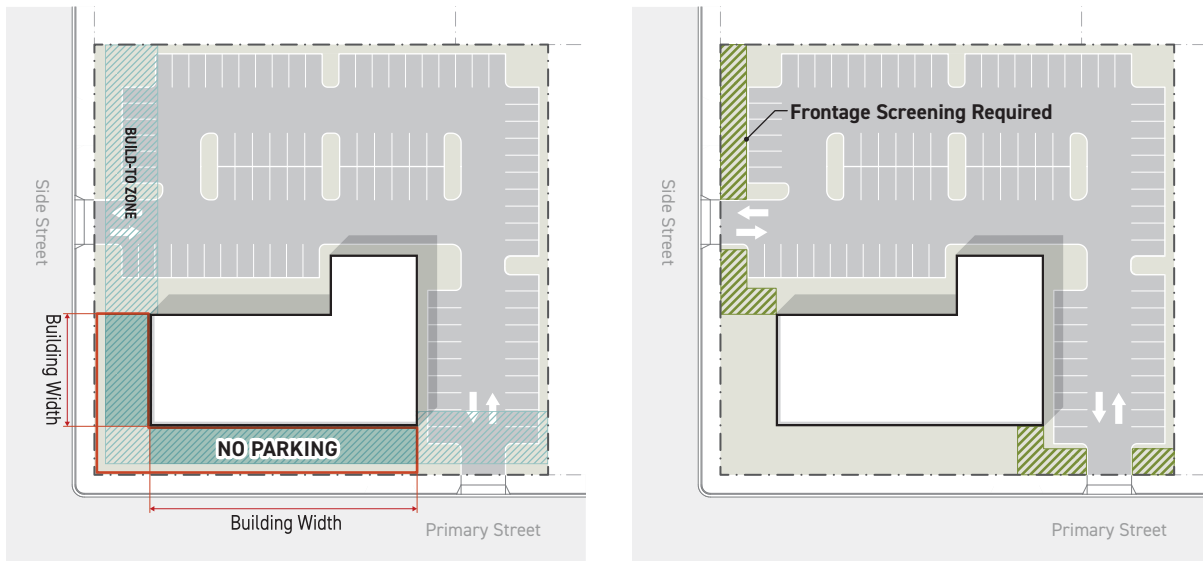 BUILD-TO ZONE
Side Street
Building Width
NO PARKING
Building Width
Primary Street
Frontage Screening Required
Side Street
Primary Street